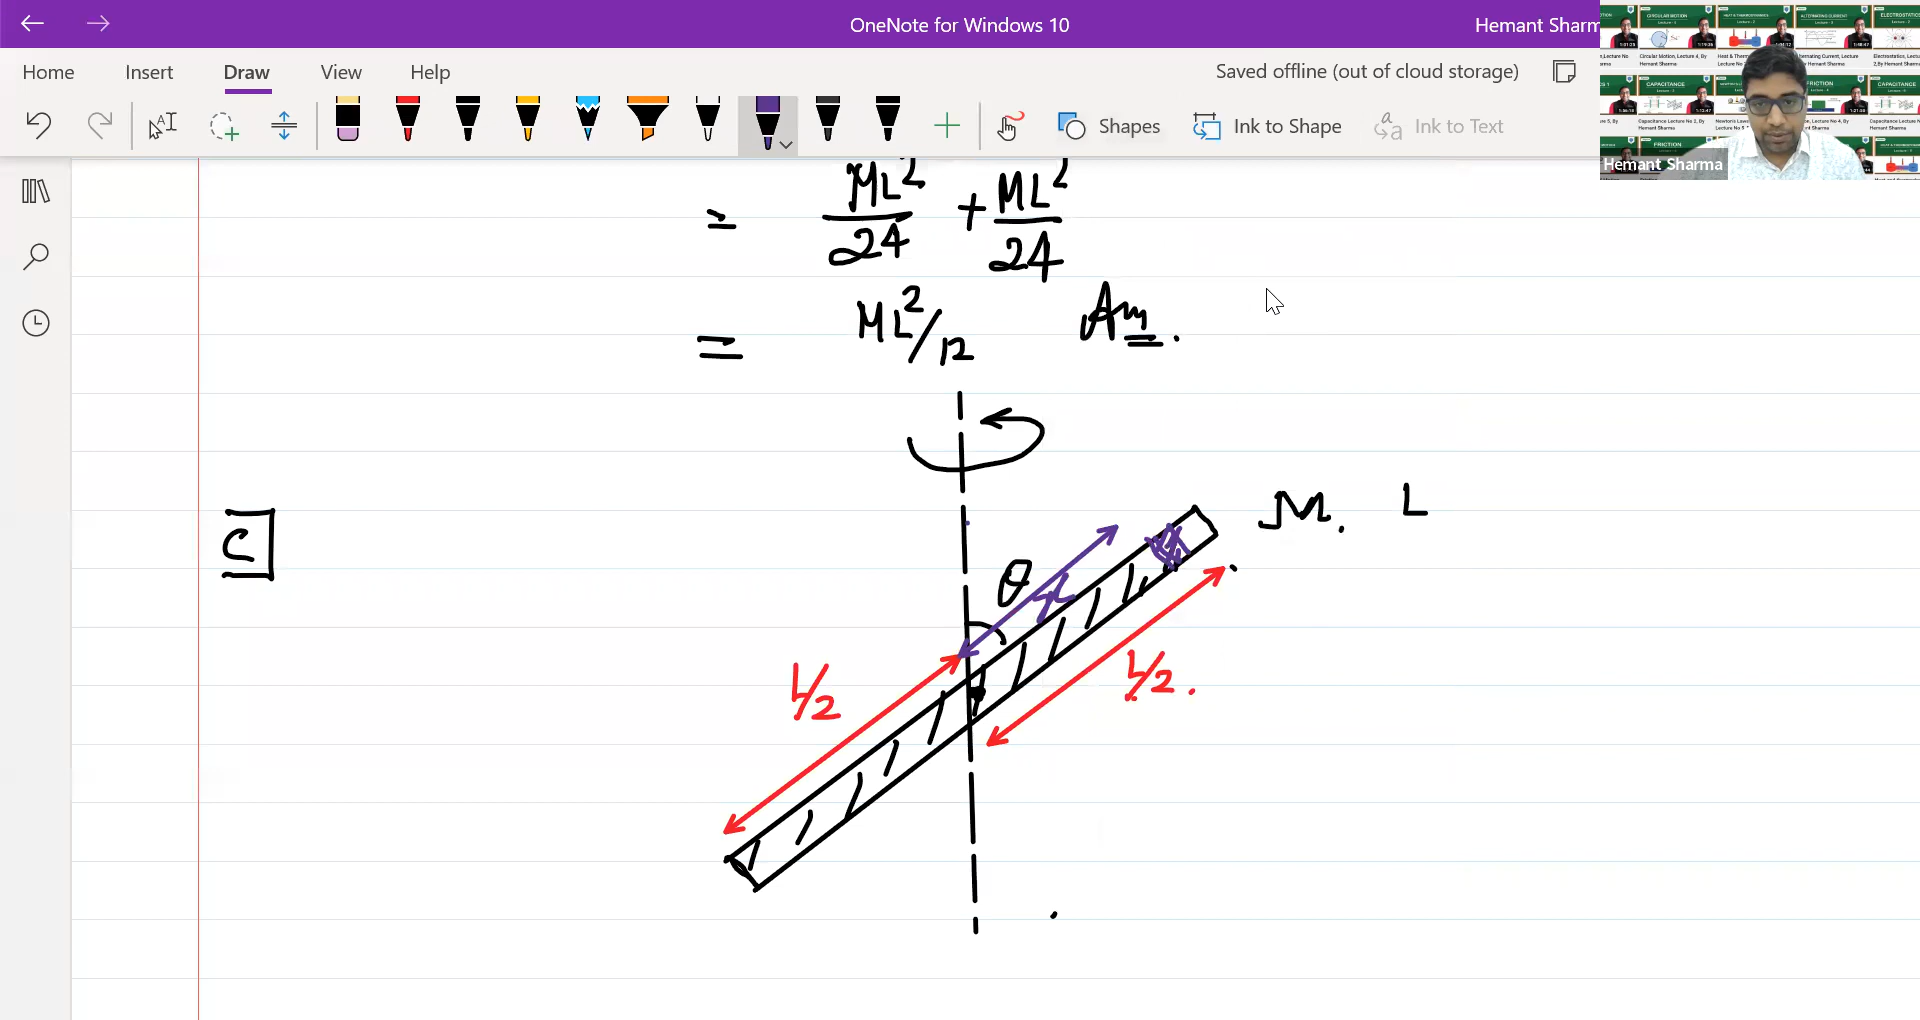 OneNote for Windows 10
Hemant Sharm
Home Insert Draw View Help
Saved offline (out of cloud storage)
Shapes Ink to Shape Ink to Text
Hemant Sharma
= ML²/24 + ML²/24
= ML²/12 Ans.
C
M, L
θ
x
L/2
L/2.